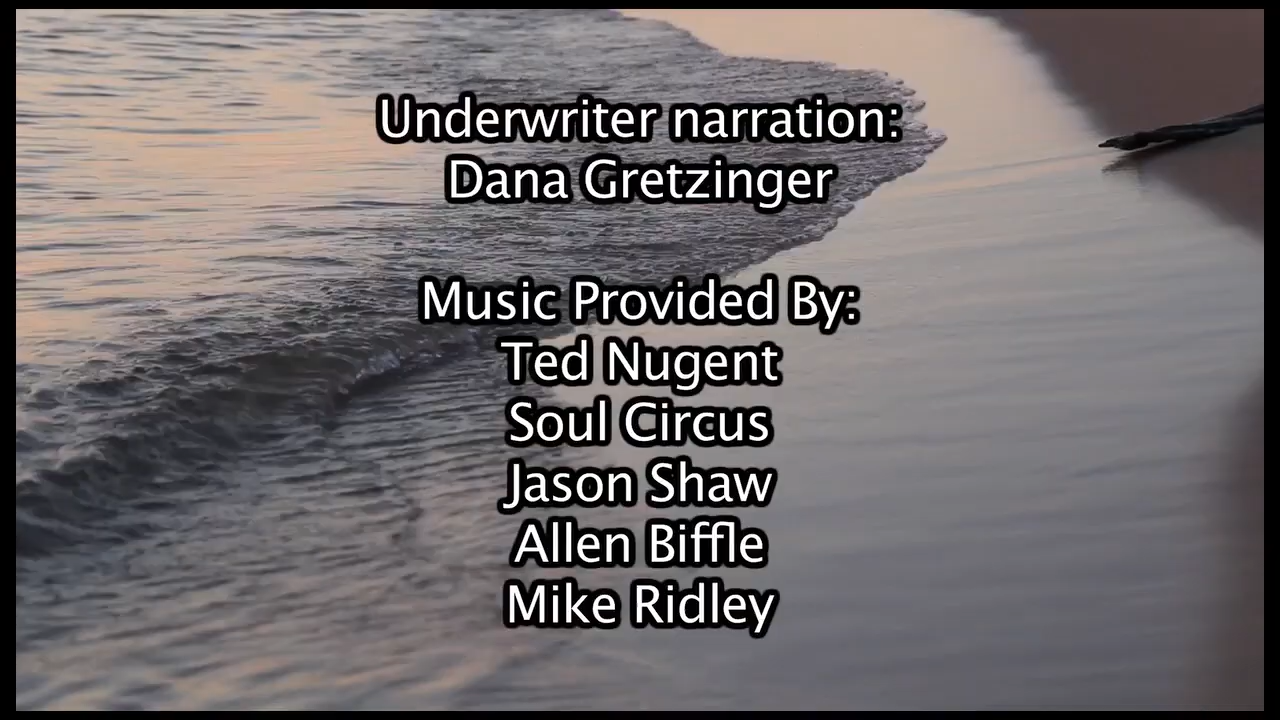 Underwriter narration:
Dana Gretzinger
Music Provided By:
Ted Nugent
Soul Circus
Jason Shaw
Allen Biffle
Mike Ridley